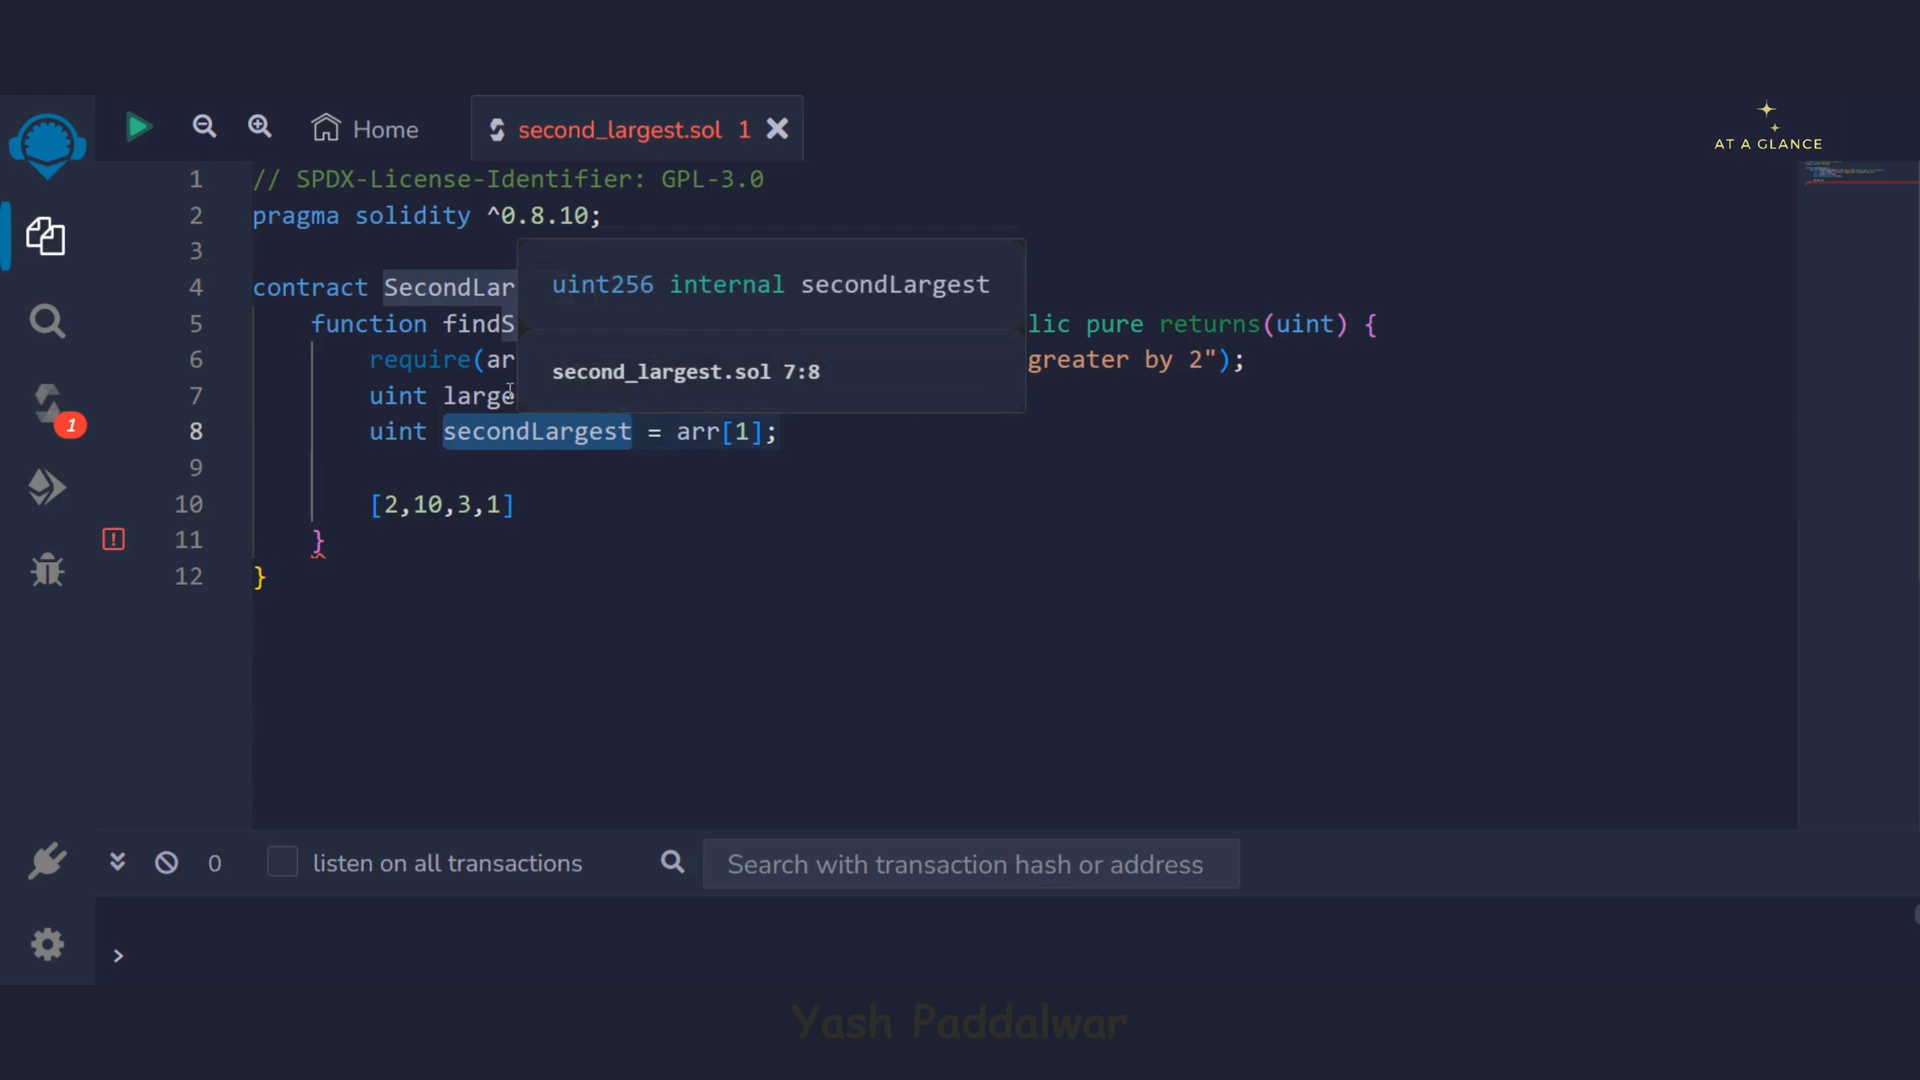 Home
second_largest.sol 1
AT A GLANCE
1 // SPDX-License-Identifier: GPL-3.0
2 pragma solidity ^0.8.10;
3
4 contract SecondLar
uint256 internal secondLargest
5 function findS lic pure returns(uint) {
6 require(ar greater by 2");
second_largest.sol 7:8
7 uint large
8 uint secondLargest = arr[1];
9
10 [2,10,3,1]
11 }
12 }
1
0 listen on all transactions Search with transaction hash or address
>
Yash Paddalwar